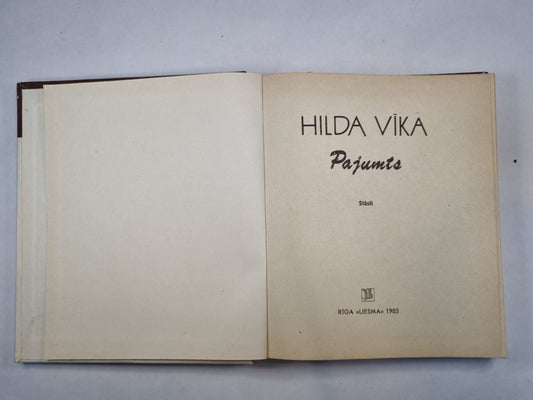 HILDA VĪKA
Pajumts
Stāsti
RĪGA «LIESMA» 1985